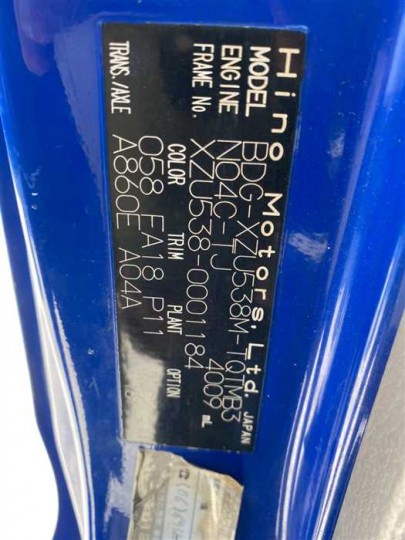 Hino Motors, Ltd. JAPAN
MODEL BDG-XZU538M-TQTMB3
ENGINE N04C-TJ 4009 mL
FRAME No. XZU538-0001184
COLOR TRIM PLANT OPTION
058 FA18 P11
TRANS./AXLE A860E A04A